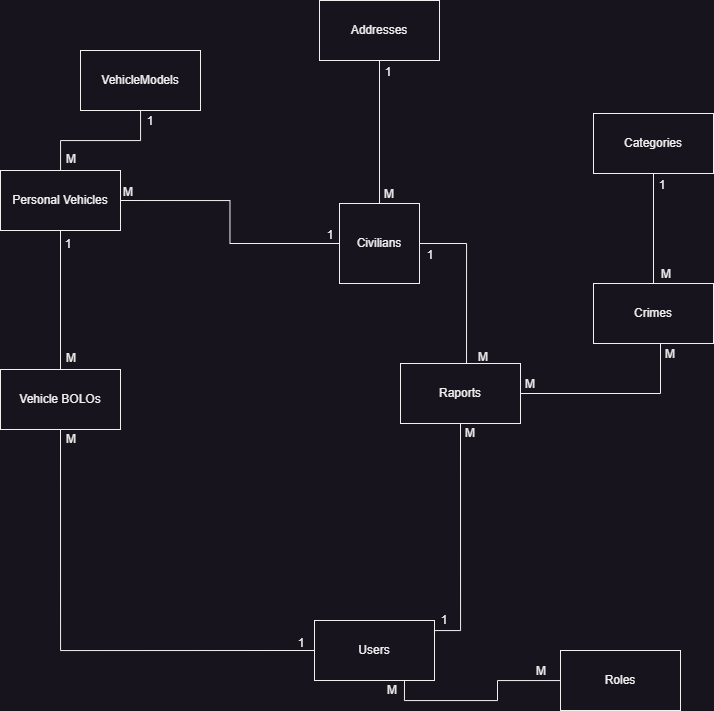 Addresses
VehicleModels
1
1
Categories
M
Personal Vehicles
M
1
M
1
Civilians
1
1
M
Crimes
M
M
M
Raports
M
Vehicle BOLOs
M
M
1
1
Users
M
M
Roles